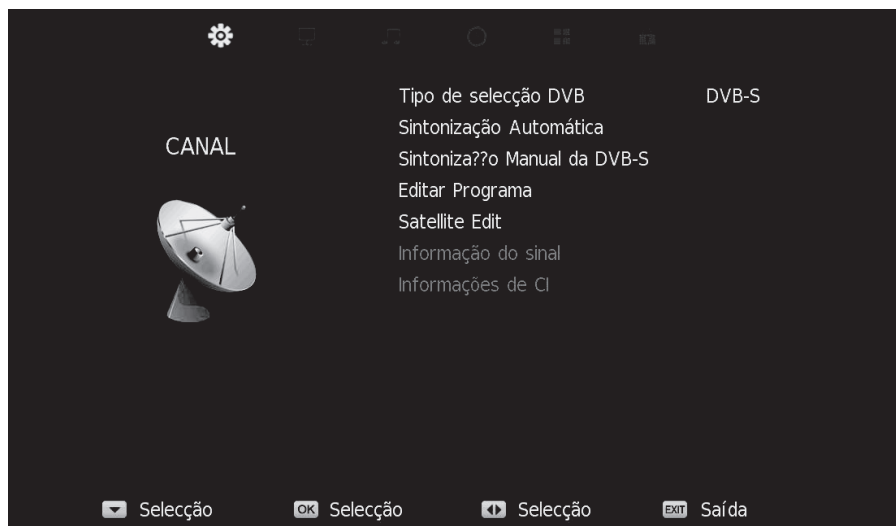 Tipo de selecção DVB DVB-S
Sintonização Automática
CANAL
Sintoniza??o Manual da DVB-S
Editar Programa
Satellite Edit
Informação do sinal
Informações de CI
Selecção OK Selecção Selecção EXIT Saída